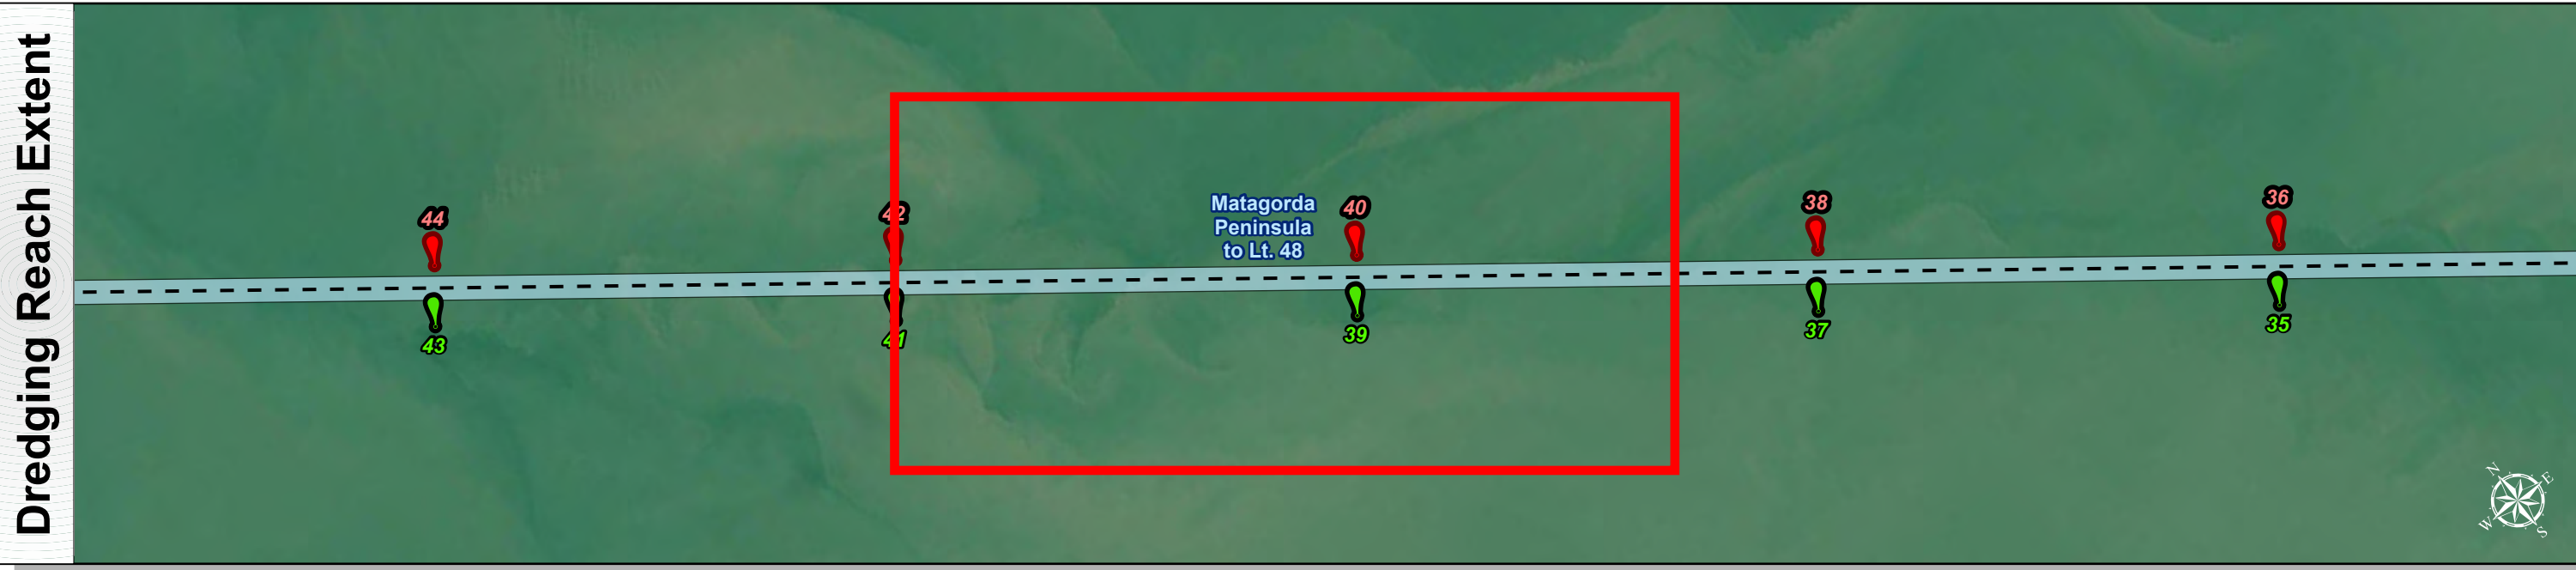 Dredging Reach Extent
44
42
40
38
36
Matagorda
Peninsula
to Lt. 48
43
41
39
37
35
N
E
W
S